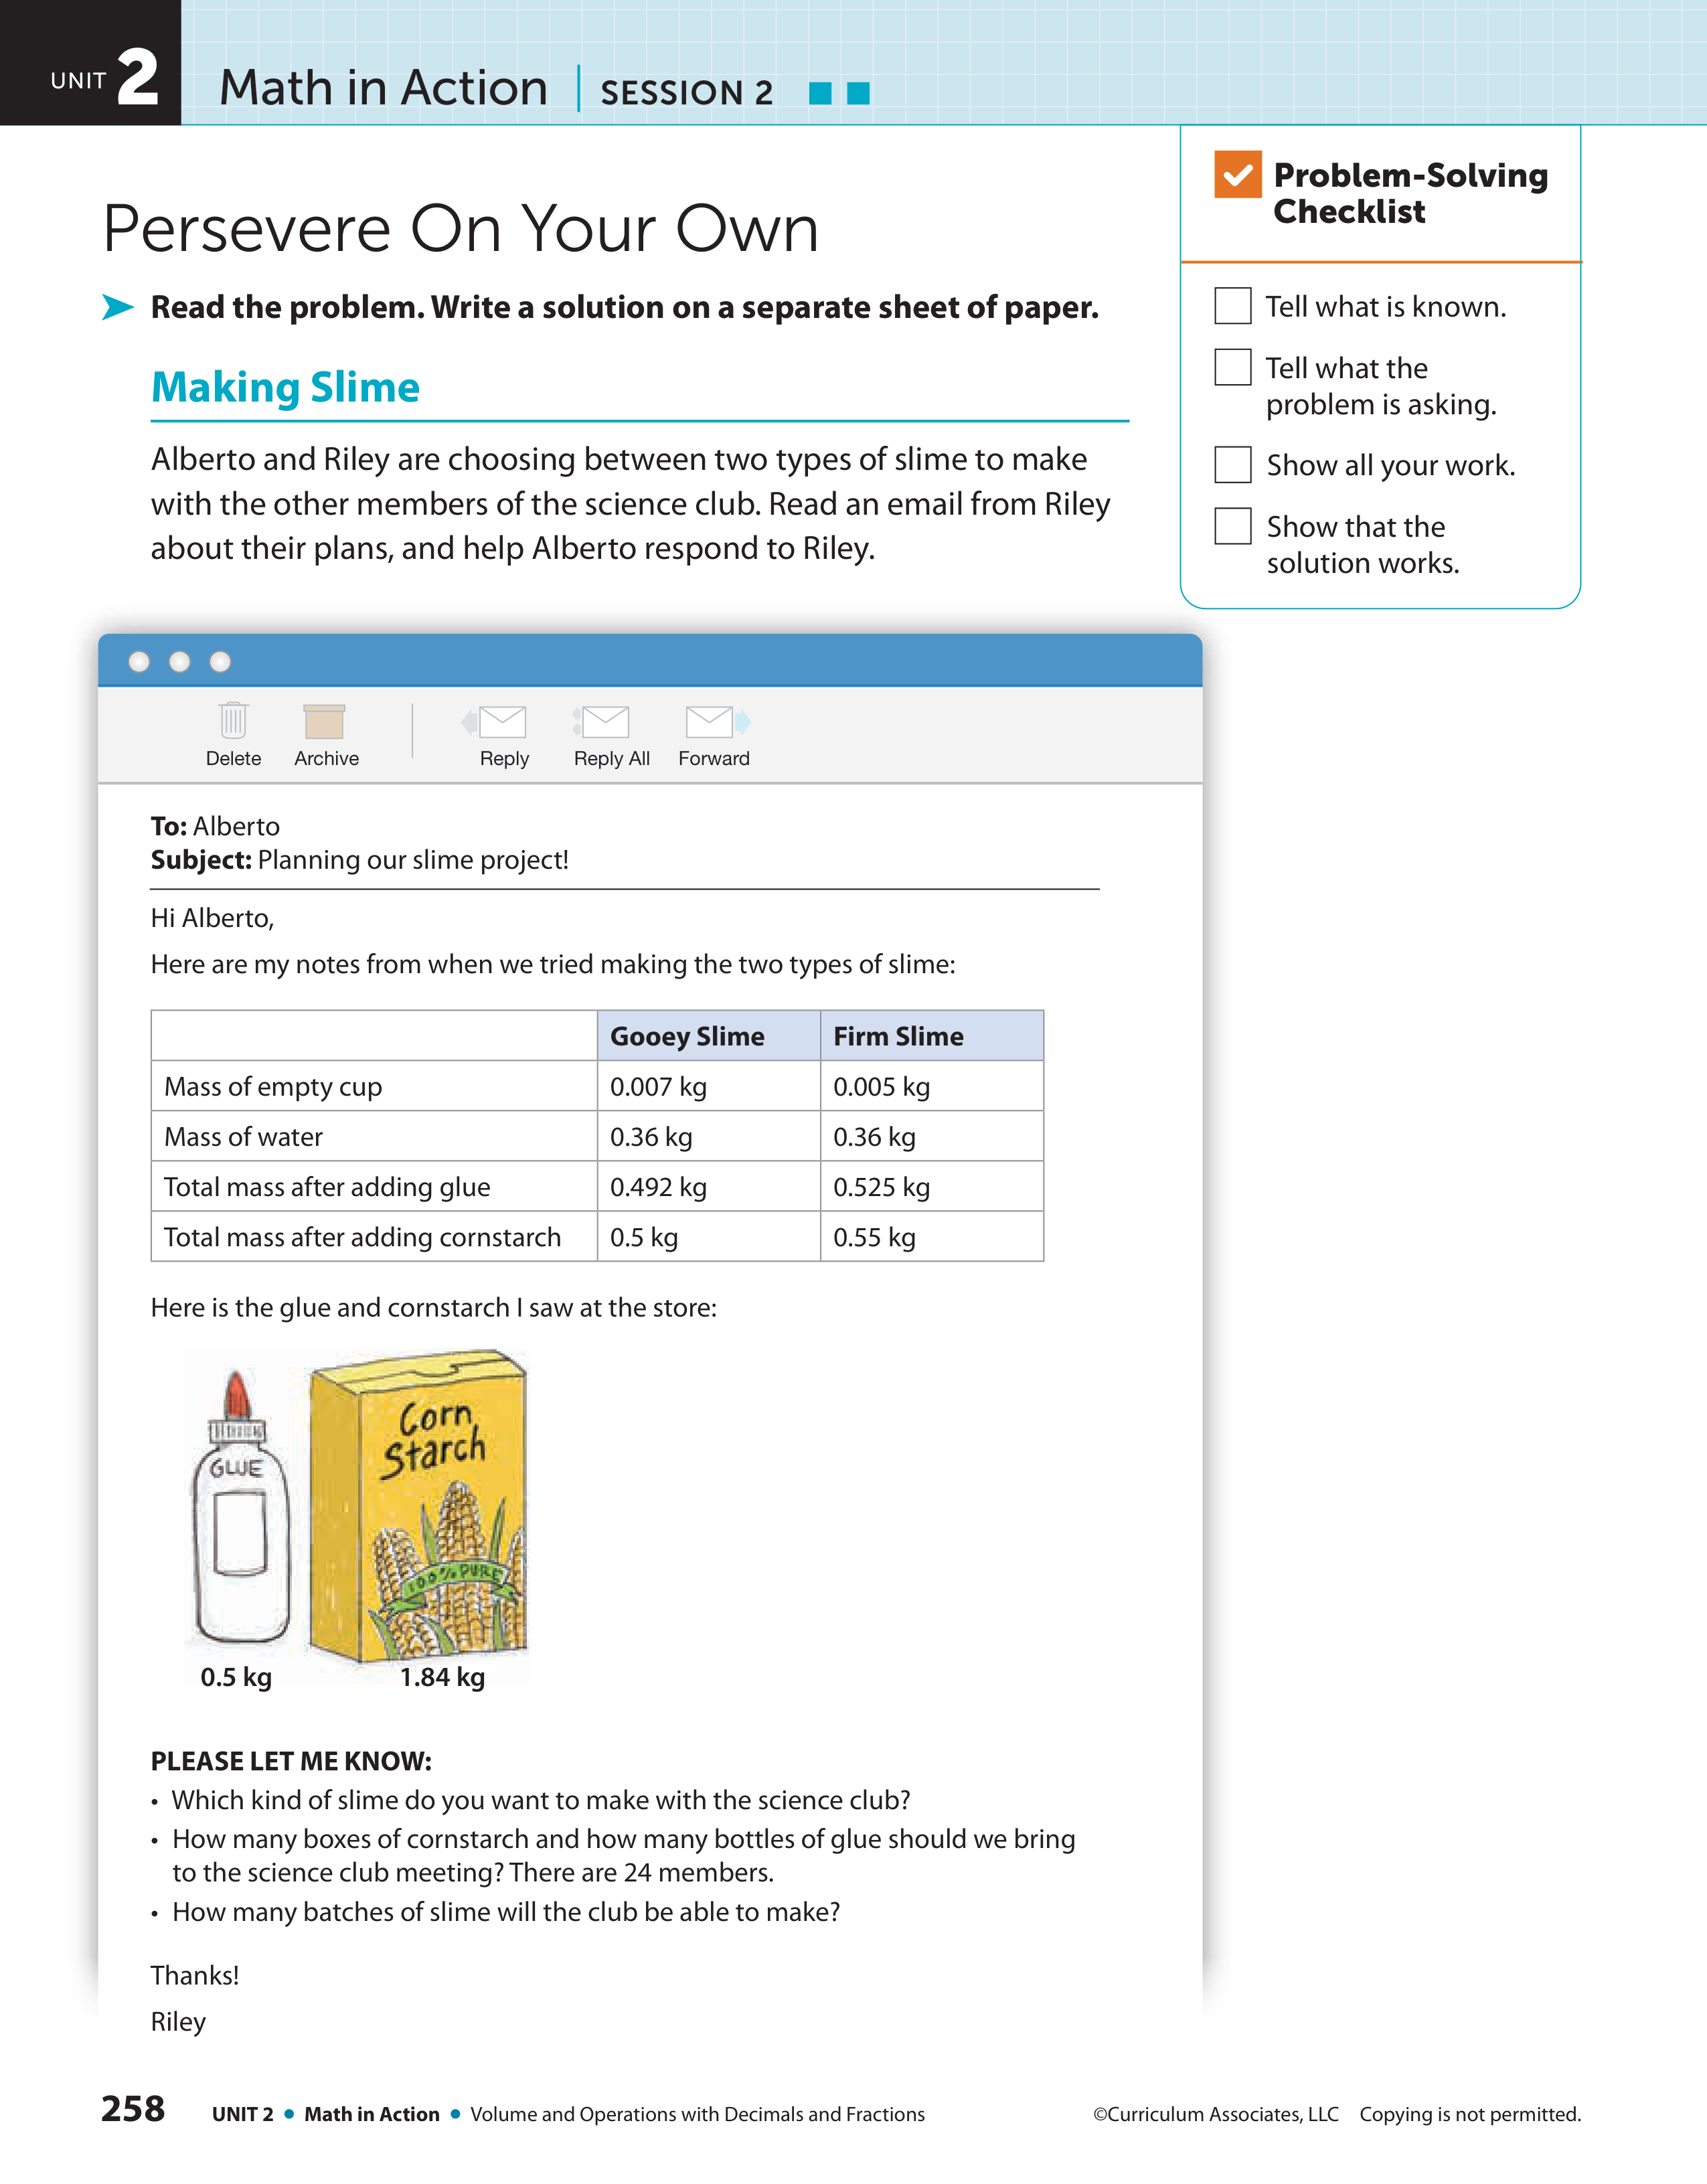 UNIT 2 Math in Action | SESSION 2
Persevere On Your Own
Read the problem. Write a solution on a separate sheet of paper.
Making Slime
Alberto and Riley are choosing between two types of slime to make
with the other members of the science club. Read an email from Riley
about their plans, and help Alberto respond to Riley.
Problem-Solving
Checklist
Tell what is known.
Tell what the
problem is asking.
Show all your work.
Show that the
solution works.
Delete Archive Reply Reply All Forward
To: Alberto
Subject: Planning our slime project!
Hi Alberto,
Here are my notes from when we tried making the two types of slime:
Gooey Slime Firm Slime
Mass of empty cup 0.007 kg 0.005 kg
Mass of water 0.36 kg 0.36 kg
Total mass after adding glue 0.492 kg 0.525 kg
Total mass after adding cornstarch 0.5 kg 0.55 kg
Here is the glue and cornstarch I saw at the store:
GLUE
Corn
Starch
100% PURE
0.5 kg 1.84 kg
PLEASE LET ME KNOW:
• Which kind of slime do you want to make with the science club?
• How many boxes of cornstarch and how many bottles of glue should we bring
to the science club meeting? There are 24 members.
• How many batches of slime will the club be able to make?
Thanks!
Riley
258 UNIT 2 • Math in Action • Volume and Operations with Decimals and Fractions ©Curriculum Associates, LLC Copying is not permitted.